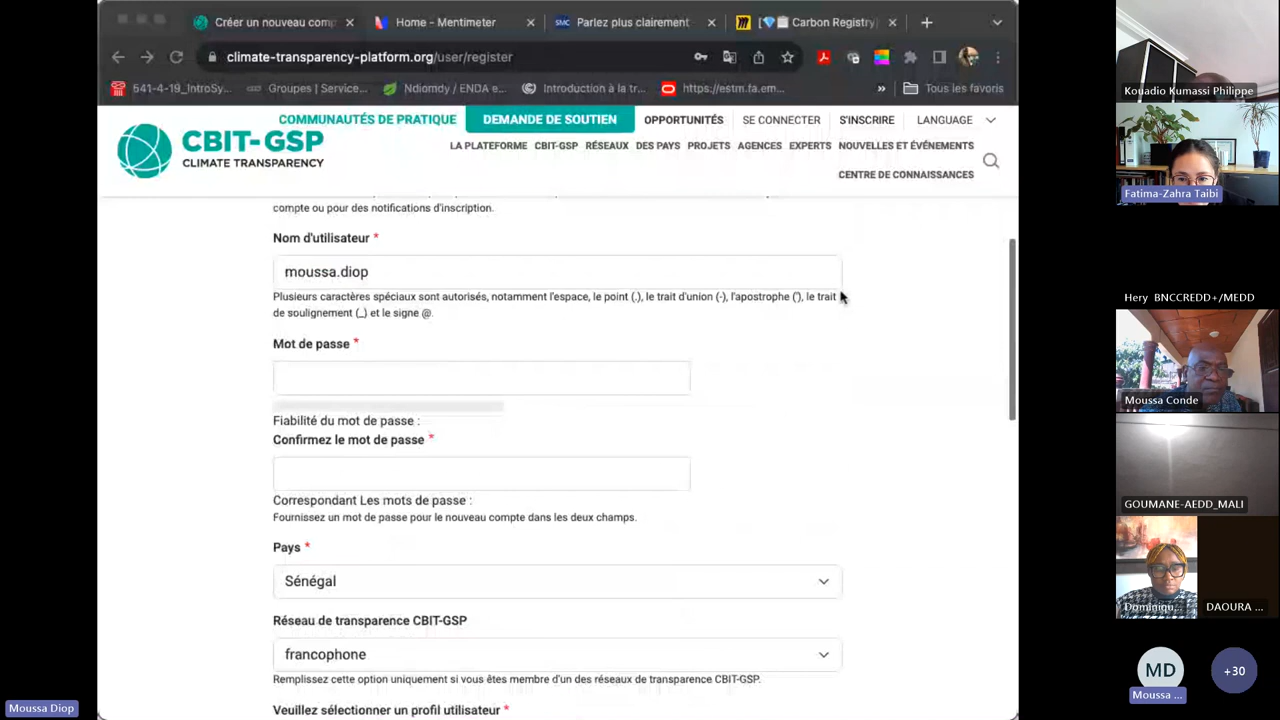 Créer un nouveau com
Home - Mentimeter
SMC Parlez plus clairement
Carbon Registry
climate-transparency-platform.org/user/register
541-4-19_IntroSy...
Groupes | Service...
Ndiomdy / ENDA e...
Introduction à la tr...
https://estm.fa.em...
»
Tous les favoris
COMMUNAUTÉS DE PRATIQUE
DEMANDE DE SOUTIEN
OPPORTUNITÉS
SE CONNECTER
S'INSCRIRE
LANGUAGE
CBIT-GSP
CLIMATE TRANSPARENCY
LA PLATEFORME
CBIT-GSP
RÉSEAUX
DES PAYS
PROJETS
AGENCES
EXPERTS
NOUVELLES ET ÉVÉNEMENTS
CENTRE DE CONNAISSANCES
compte ou pour des notifications d'inscription.
Nom d'utilisateur *
moussa.diop
Plusieurs caractères spéciaux sont autorisés, notamment l'espace, le point (.), le trait d'union (-), l'apostrophe ('), le trait
de soulignement (_) et le signe @.
Mot de passe *
Fiabilité du mot de passe :
Confirmez le mot de passe *
Correspondant Les mots de passe :
Fournissez un mot de passe pour le nouveau compte dans les deux champs.
Pays *
Sénégal
Réseau de transparence CBIT-GSP
francophone
Remplissez cette option uniquement si vous êtes membre d'un des réseaux de transparence CBIT-GSP.
Veuillez sélectionner un profil utilisateur *
Moussa Diop
Kouadio Kumassi Philippe
Fatima-Zahra Taibi
Hery BNCCREDD+/MEDD
Moussa Conde
GOUMANE-AEDD_MALI
Dominiqu...
DAOURA ...
MD
Moussa ...
+30